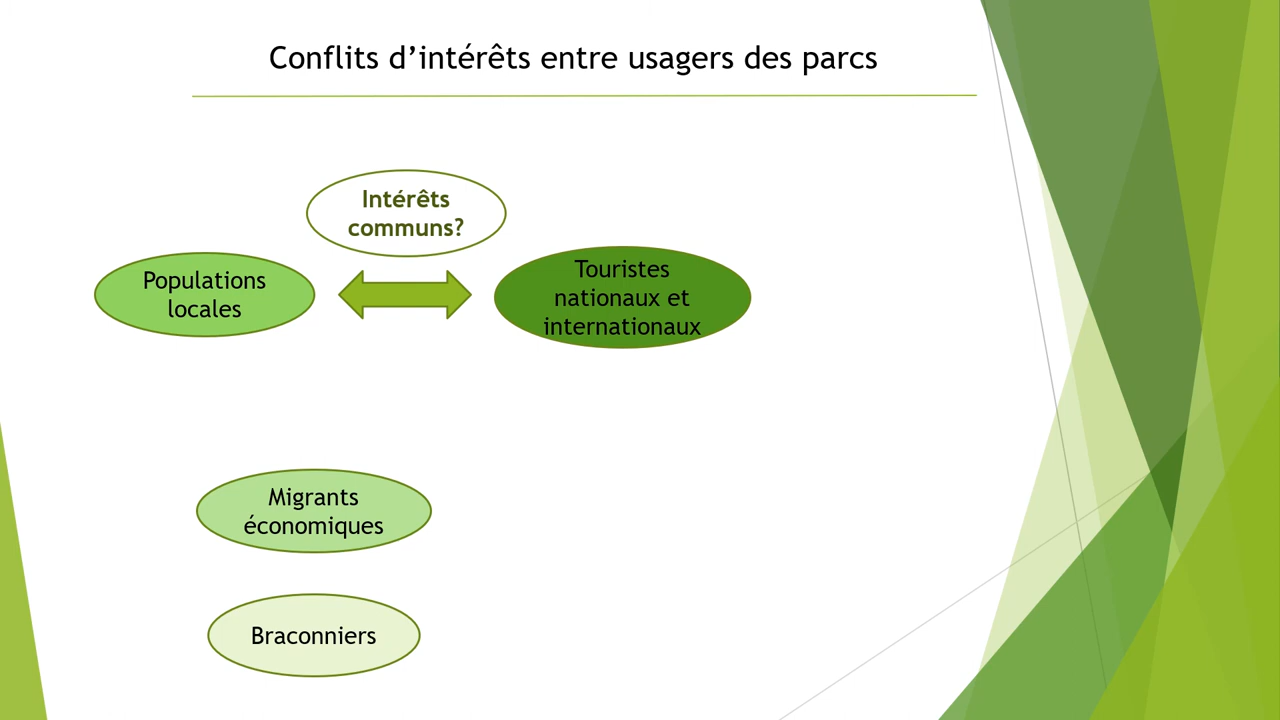 Conflits d’intérêts entre usagers des parcs
Intérêts
communs?
Populations
locales
Touristes
nationaux et
internationaux
Migrants
économiques
Braconniers